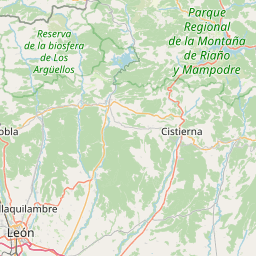 Parque
Regional
de la Montaña
de Riaño
y Mampodre
Reserva
de la biosfera
de Los
Argüellos
obla
Cistierna
llaquilambre
León